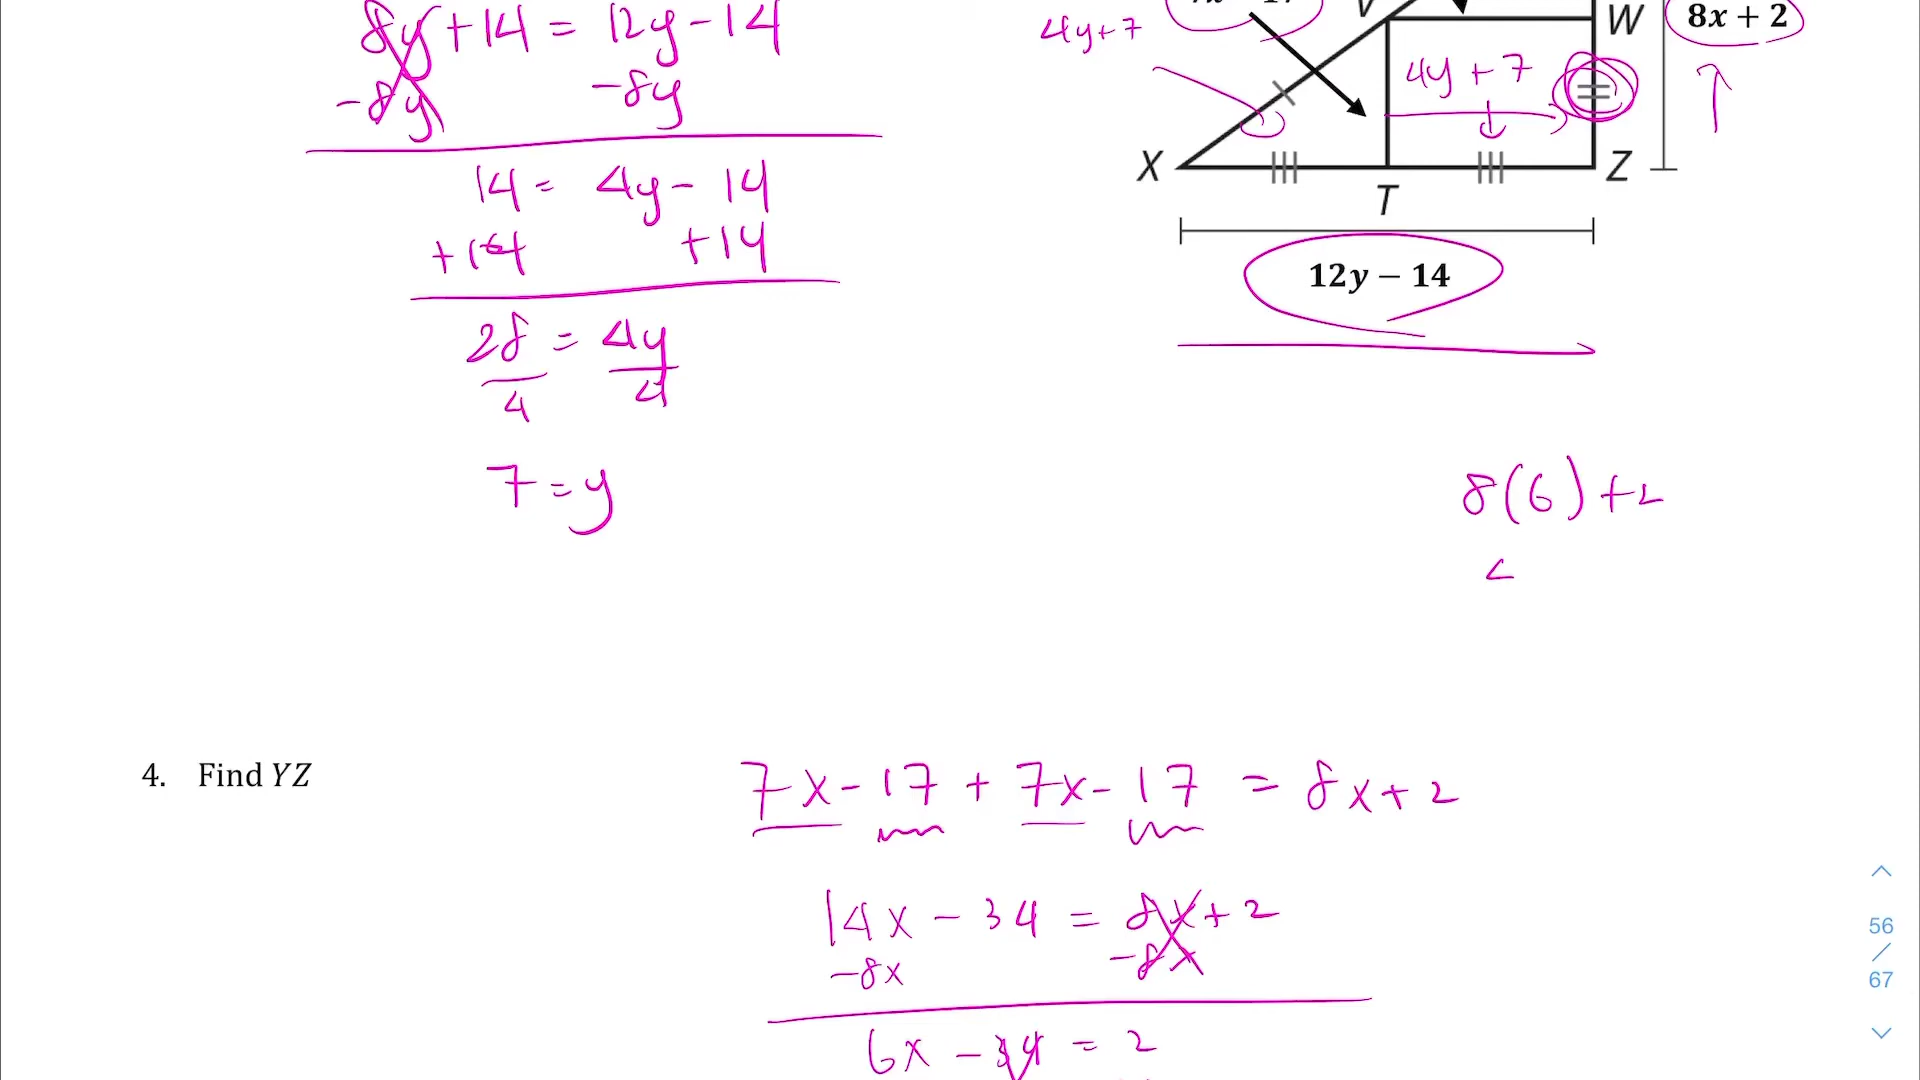 8y + 14 = 12y - 14
-8y -8y
14 = 4y - 14
+14 +14
28 = 4y
4 4
7 = y
4y+7
W
8x + 2
4y + 7
X
T
Z
12y − 14
8(6)+2
4. Find YZ
7x - 17 + 7x - 17 = 8x + 2
14x - 34 = 8x + 2
-8x -8x
6x - 34 = 2
56
/
67